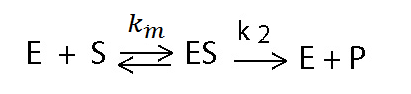 E + S ⇌ ES → E + P
k_m k 2